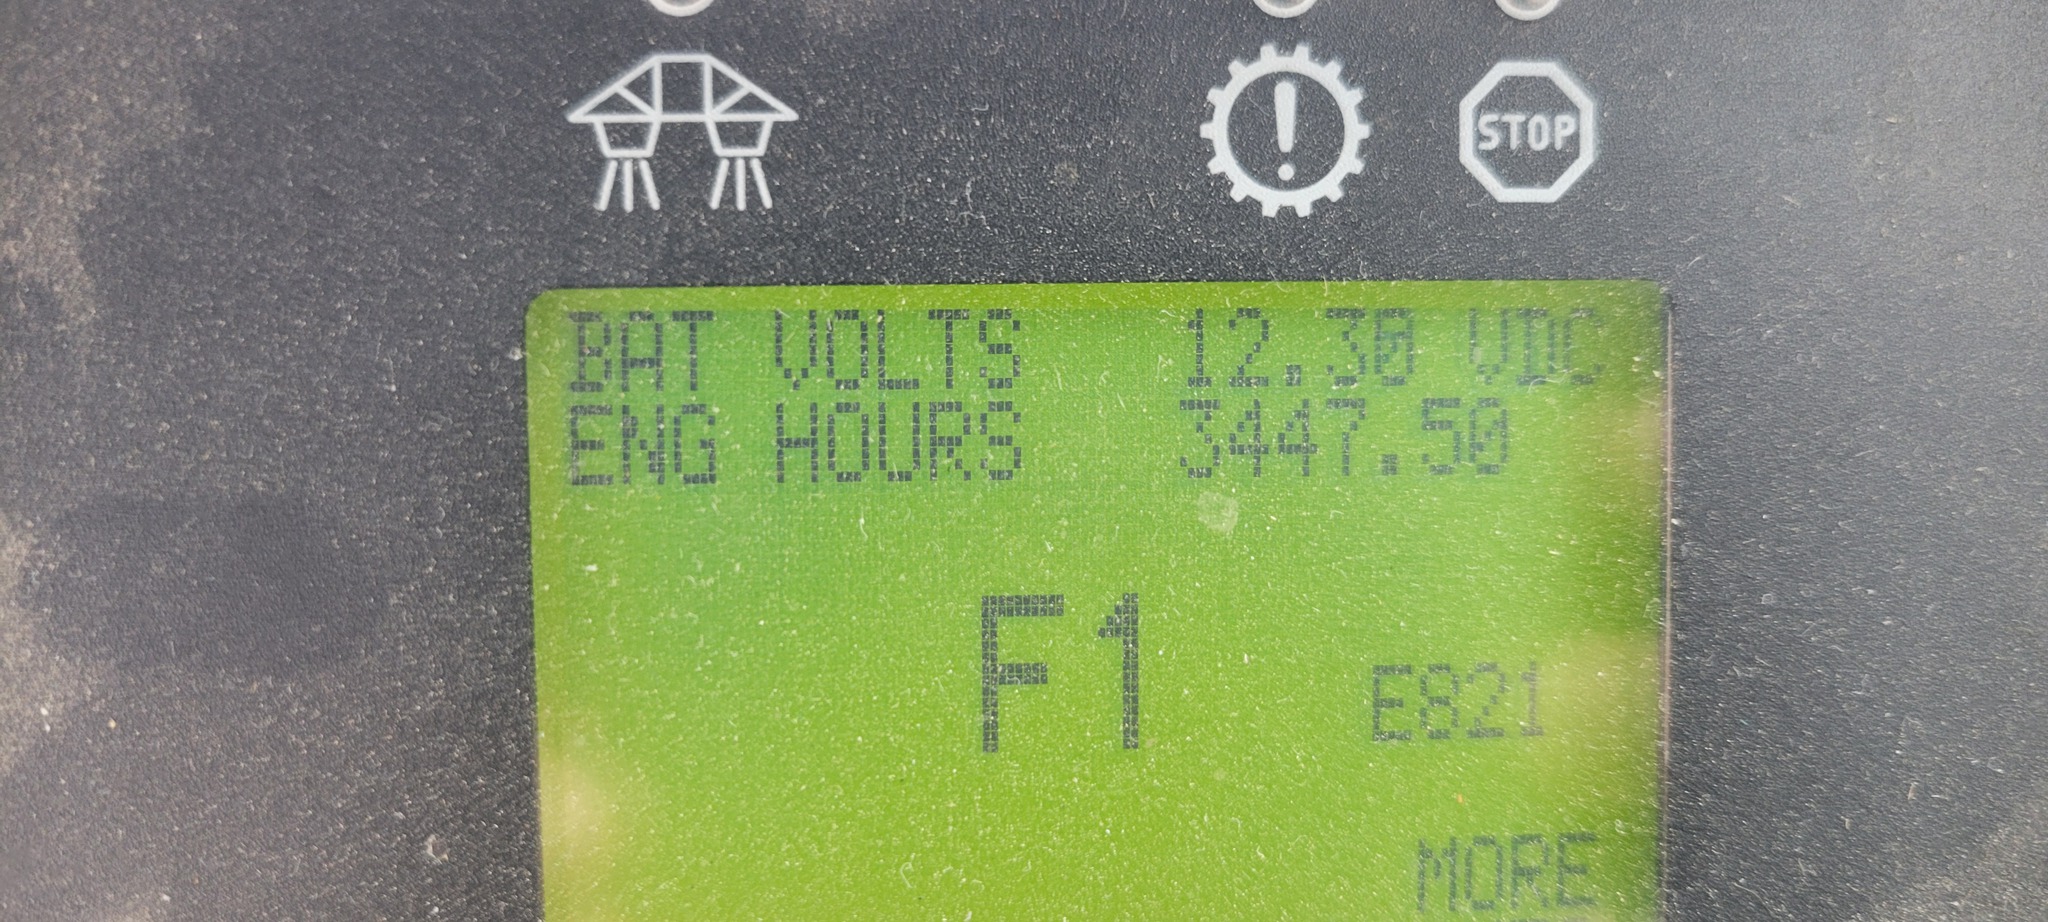 STOP
BAT VOLTS 12.30 VDC
ENG HOURS 3447.50
F1
E821
MORE